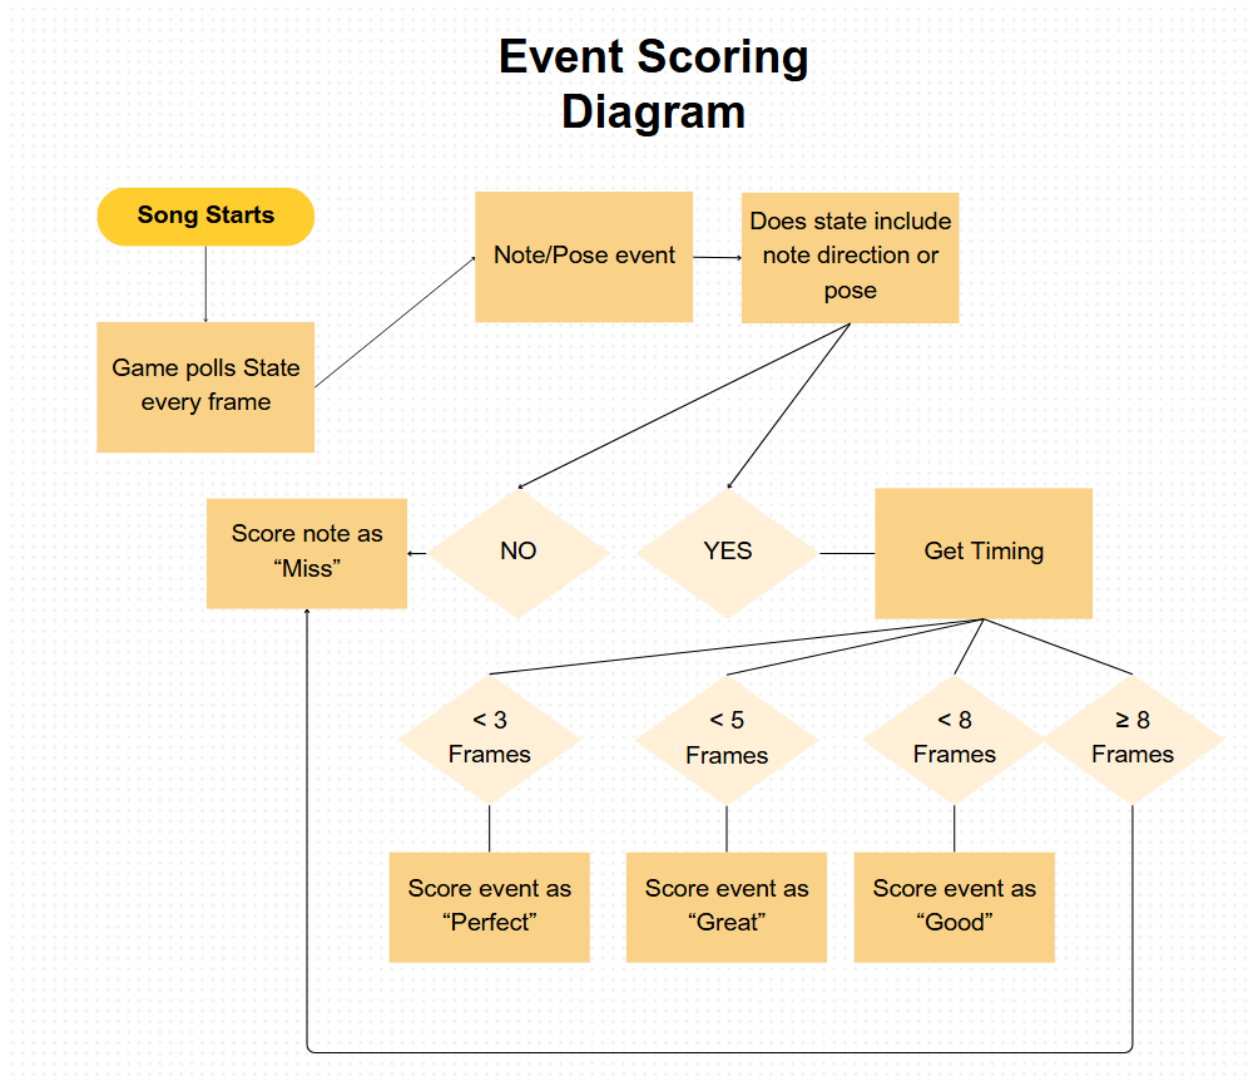 Event Scoring
Diagram
Song Starts
Game polls State
every frame
Note/Pose event
Does state include
note direction or
pose
Score note as
“Miss”
NO
YES
Get Timing
< 3
Frames
< 5
Frames
< 8
Frames
≥ 8
Frames
Score event as
“Perfect”
Score event as
“Great”
Score event as
“Good”